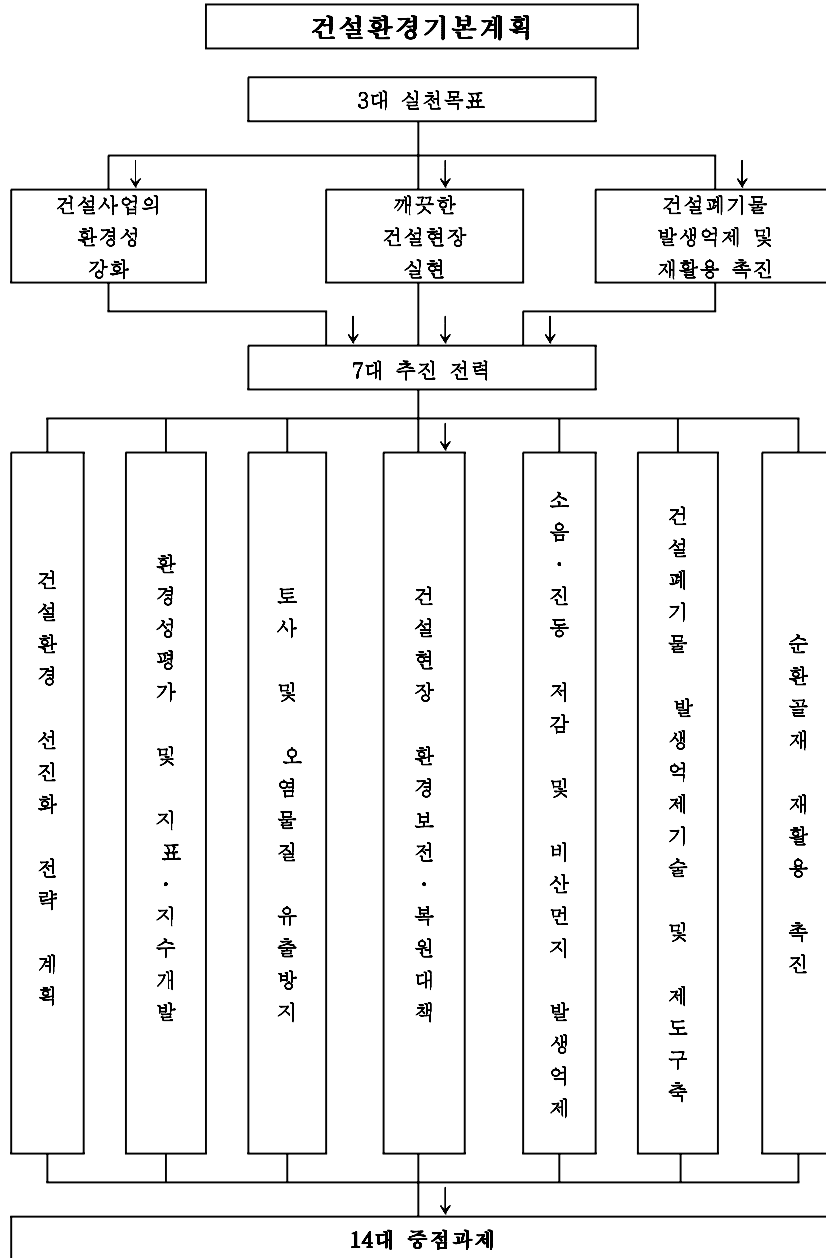 건설환경기본계획
3대 실천목표
건설사업의
환경성
강화
깨끗한
건설현장
실현
건설폐기물
발생억제 및
재활용 촉진
7대 추진 전력
건설환경 선진화 전략 계획
환경성평가 및 지표·지수개발
토사 및 오염물질 유출방지
건설현장 환경보전·복원대책
소음·진동 저감 및 비산먼지 발생억제
건설폐기물 발생억제기술 및 제도구축
순환골재 재활용 촉진
14대 중점과제